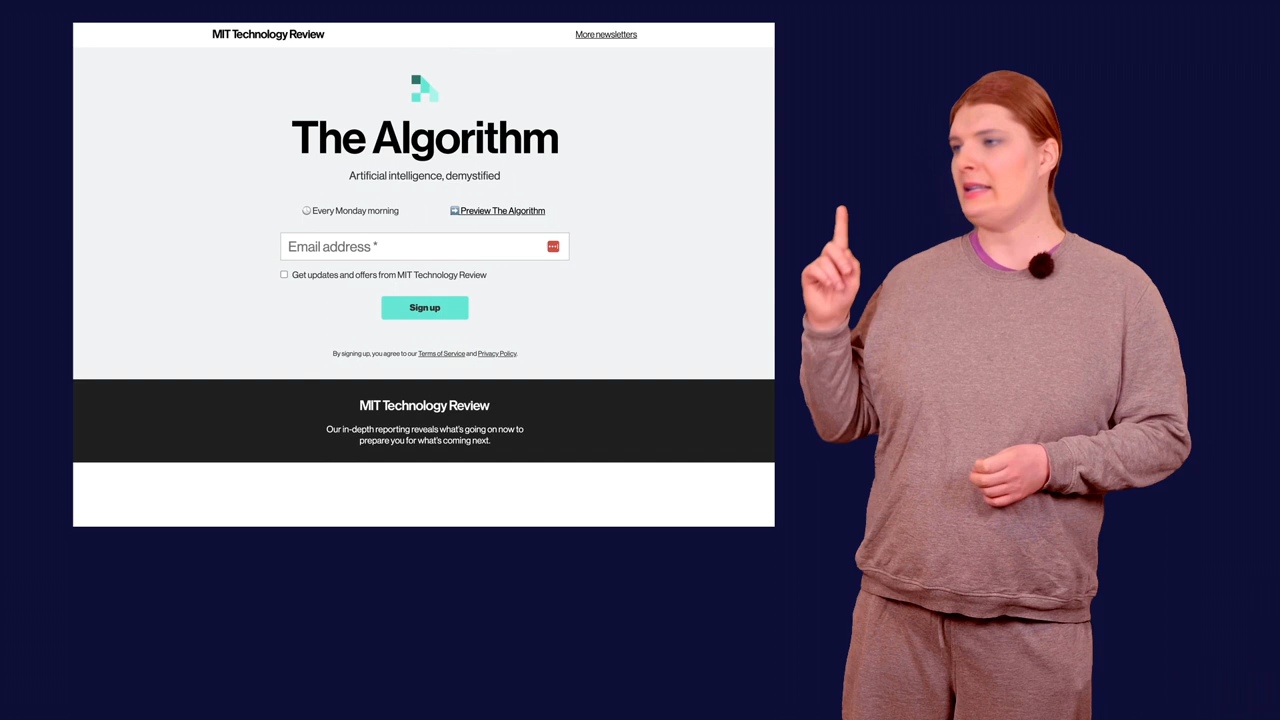 MIT Technology Review
More newsletters
The Algorithm
Artificial intelligence, demystified
Every Monday morning
Preview The Algorithm
Email address *
Get updates and offers from MIT Technology Review
Sign up
By signing up, you agree to our Terms of Service and Privacy Policy.
MIT Technology Review
Our in-depth reporting reveals what's going on now to
prepare you for what's coming next.